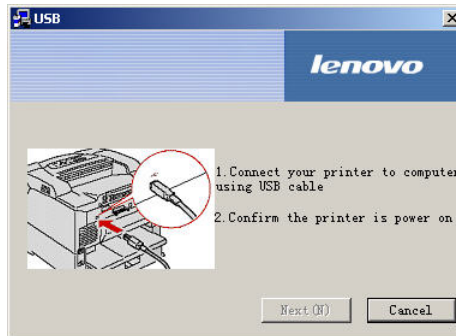 USB
lenovo
1.Connect your printer to computer
using USB cable
2.Confirm the printer is power on
Next(N)
Cancel